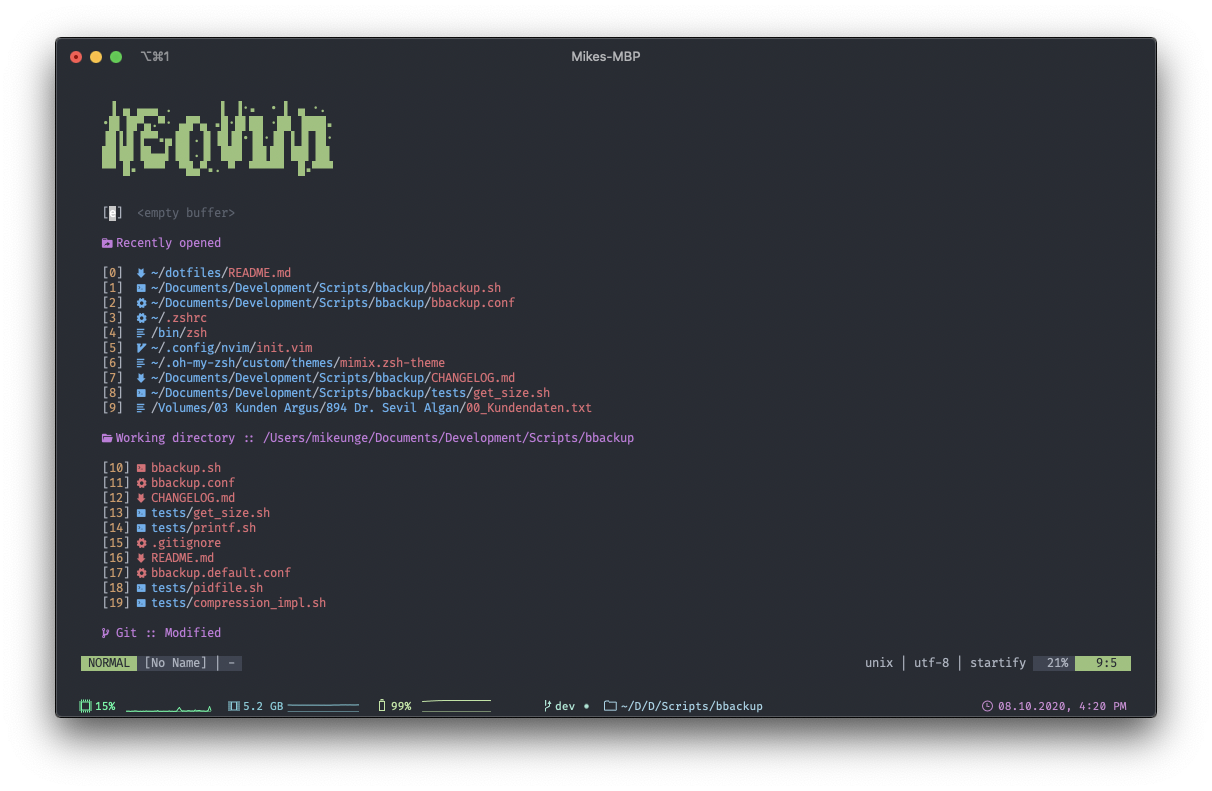 ⌥⌘1
Mikes-MBP
NEOVIM
[e] <empty buffer>
Recently opened
[0] ~/dotfiles/README.md
[1] ~/Documents/Development/Scripts/bbackup/bbackup.sh
[2] ~/Documents/Development/Scripts/bbackup/bbackup.conf
[3] ~/.zshrc
[4] /bin/zsh
[5] ~/.config/nvim/init.vim
[6] ~/.oh-my-zsh/custom/themes/mimix.zsh-theme
[7] ~/Documents/Development/Scripts/bbackup/CHANGELOG.md
[8] ~/Documents/Development/Scripts/bbackup/tests/get_size.sh
[9] /Volumes/03 Kunden Argus/894 Dr. Sevil Algan/00_Kundendaten.txt
Working directory :: /Users/mikeunge/Documents/Development/Scripts/bbackup
[10] bbackup.sh
[11] bbackup.conf
[12] CHANGELOG.md
[13] tests/get_size.sh
[14] tests/printf.sh
[15] .gitignore
[16] README.md
[17] bbackup.default.conf
[18] tests/pidfile.sh
[19] tests/compression_impl.sh
Git :: Modified
NORMAL [No Name] | - unix | utf-8 | startify 21% 9:5
15% 5.2 GB 99% dev • ~/D/D/Scripts/bbackup 08.10.2020, 4:20 PM